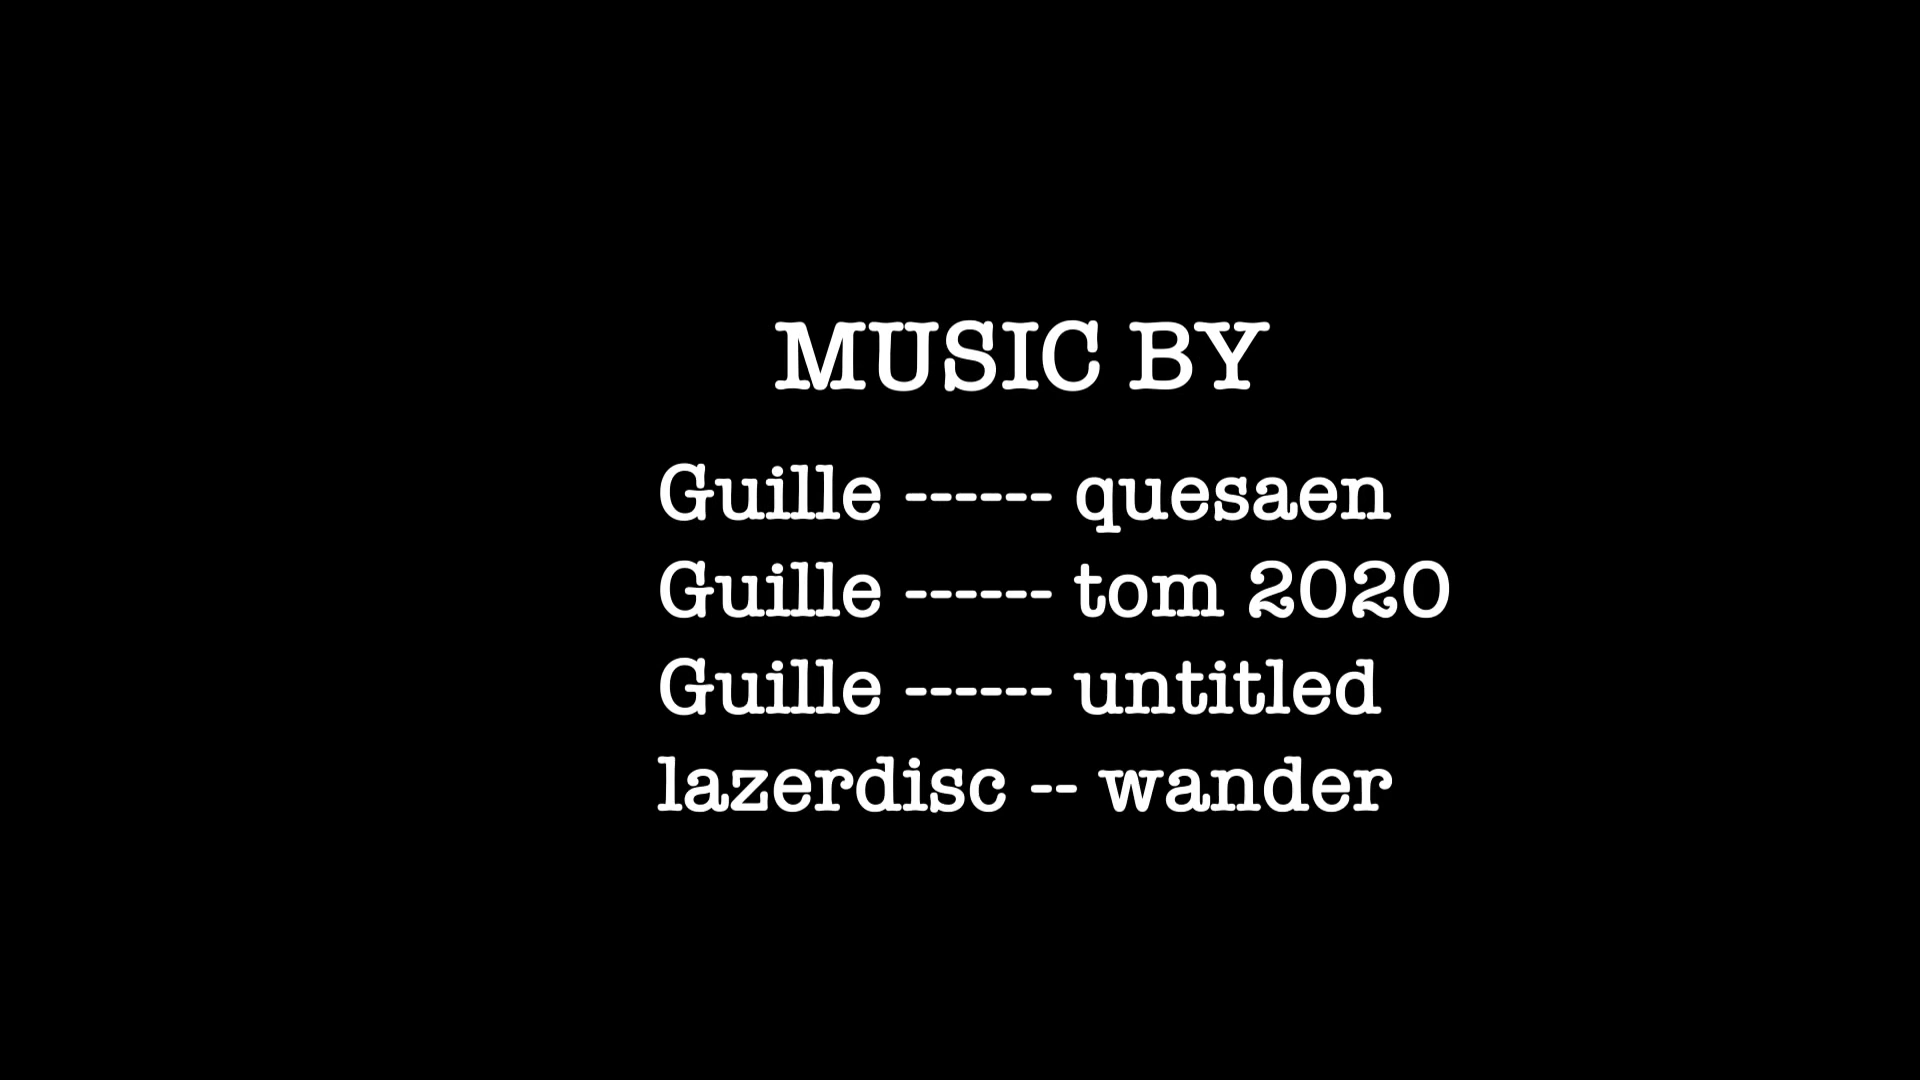 MUSIC BY
Guille ------ quesaen
Guille ------ tom 2020
Guille ------ untitled
lazerdisc -- wander